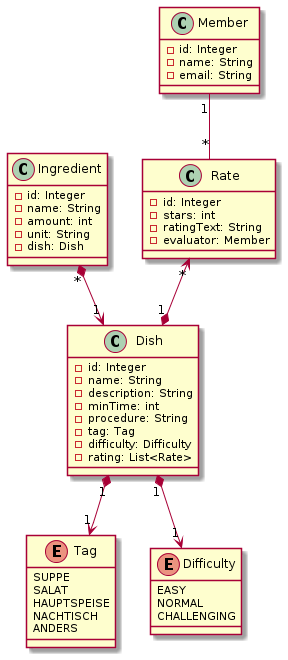 C Member
id: Integer
name: String
email: String
1
*
C Ingredient
id: Integer
name: String
amount: int
unit: String
dish: Dish
C Rate
id: Integer
stars: int
ratingText: String
evaluator: Member
*
*
1
1
C Dish
id: Integer
name: String
description: String
minTime: int
procedure: String
tag: Tag
difficulty: Difficulty
rating: List<Rate>
1
1
1
1
E Tag
SUPPE
SALAT
HAUPTSPEISE
NACHTISCH
ANDERS
E Difficulty
EASY
NORMAL
CHALLENGING